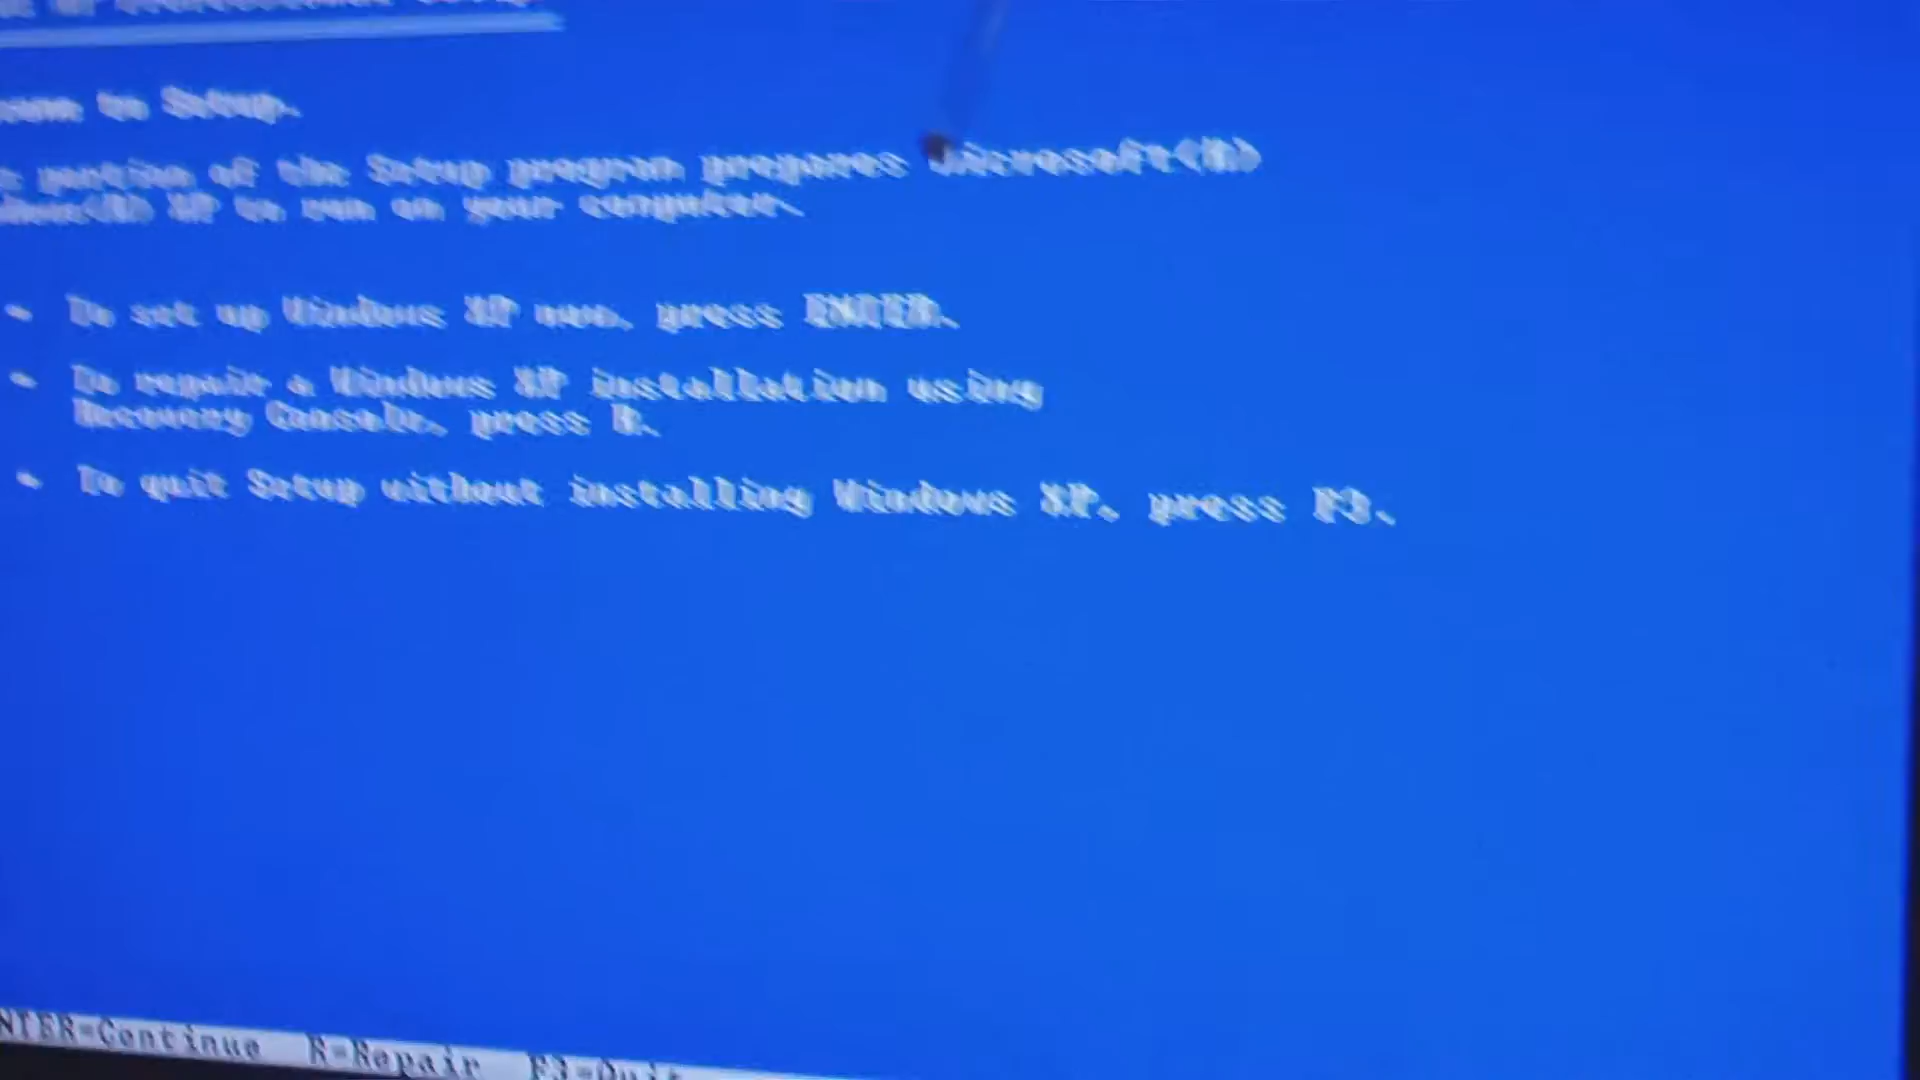 to Setup.
portion of the Setup program prepares Microsoft(R)
XP to run on your computer.
• To set up Windows XP now, press ENTER.
• To repair a Windows XP installation using
Recovery Console, press R.
• To quit Setup without installing Windows XP, press F3.
NTER=Continue R=Repair F3=Quit